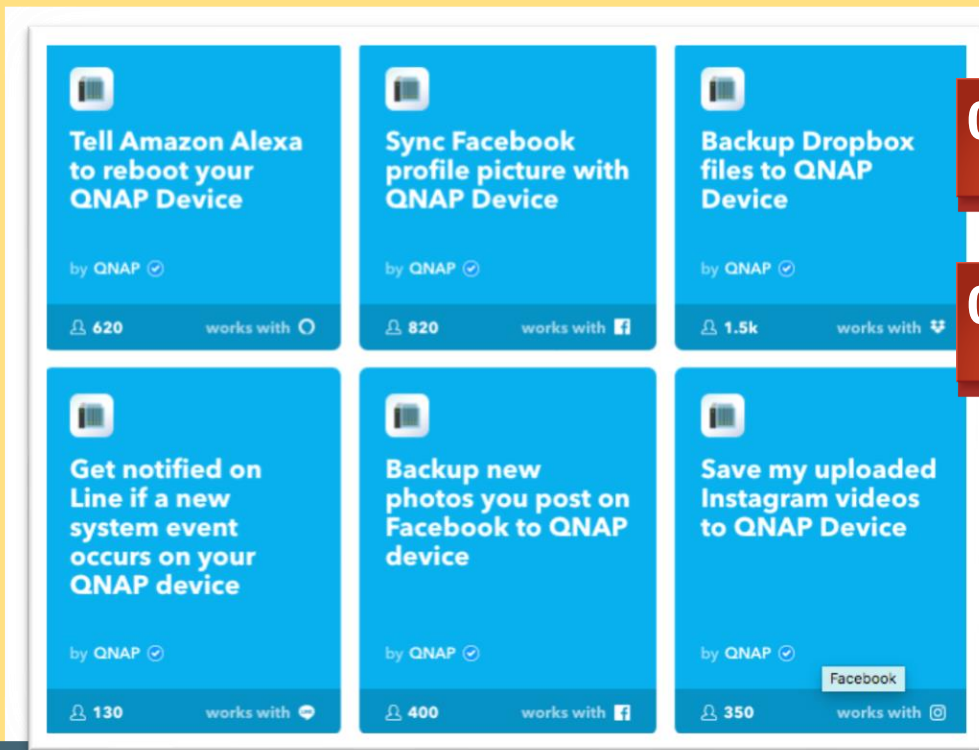 Tell Amazon Alexa
to reboot your
QNAP Device
by QNAP
620 works with
Sync Facebook
profile picture with
QNAP Device
by QNAP
820 works with
Backup Dropbox
files to QNAP
Device
by QNAP
1.5k works with
Get notified on
Line if a new
system event
occurs on your
QNAP device
by QNAP
130 works with
Backup new
photos you post on
Facebook to QNAP
device
by QNAP
400 works with
Save my uploaded
Instagram videos
to QNAP Device
by QNAP
Facebook
350 works with